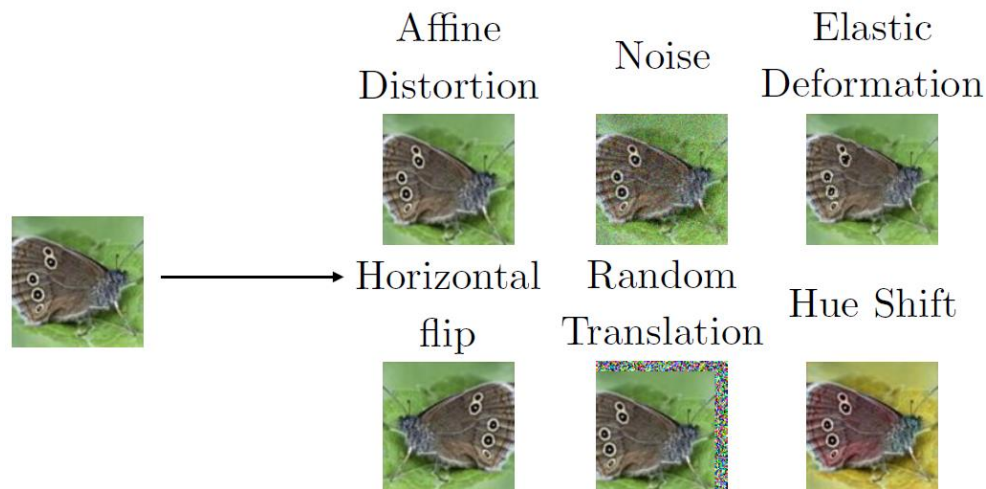 Affine
Distortion
Noise
Elastic
Deformation
Horizontal
flip
Random
Translation
Hue Shift